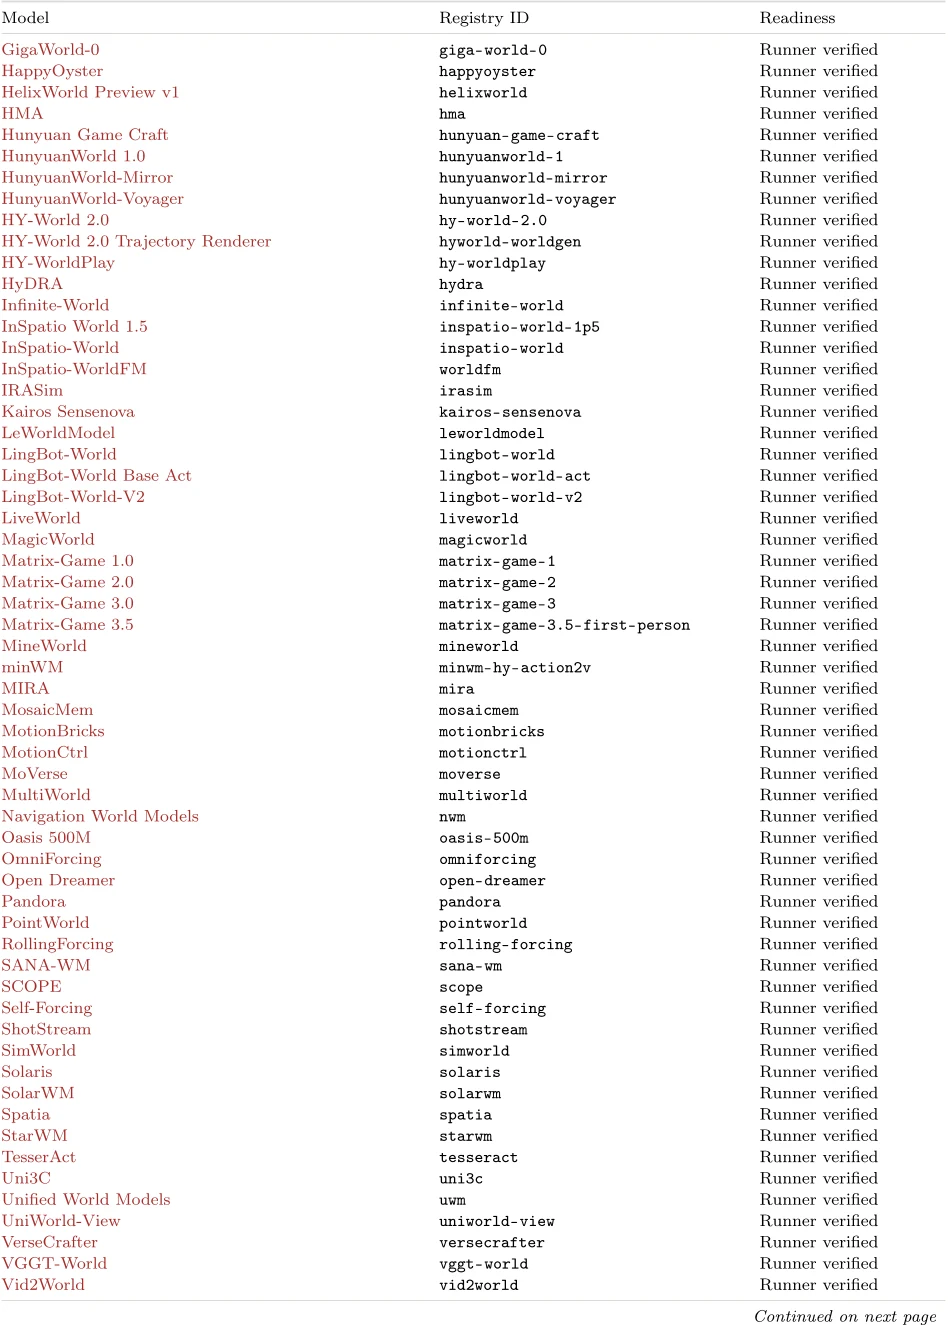 Model Registry ID Readiness
GigaWorld-0 giga-world-0 Runner verified
HappyOyster happyoyster Runner verified
HelixWorld Preview v1 helixworld Runner verified
HMA hma Runner verified
Hunyuan Game Craft hunyuan-game-craft Runner verified
HunyuanWorld 1.0 hunyuanworld-1 Runner verified
HunyuanWorld-Mirror hunyuanworld-mirror Runner verified
HunyuanWorld-Voyager hunyuanworld-voyager Runner verified
HY-World 2.0 hy-world-2.0 Runner verified
HY-World 2.0 Trajectory Renderer hyworld-worldgen Runner verified
HY-WorldPlay hy-worldplay Runner verified
HyDRA hydra Runner verified
Infinite-World infinite-world Runner verified
InSpatio World 1.5 inspatio-world-1p5 Runner verified
InSpatio-World inspatio-world Runner verified
InSpatio-WorldFM worldfm Runner verified
IRASim irasim Runner verified
Kairos Sensenova kairos-sensenova Runner verified
LeWorldModel leworldmodel Runner verified
LingBot-World lingbot-world Runner verified
LingBot-World Base Act lingbot-world-act Runner verified
LingBot-World-V2 lingbot-world-v2 Runner verified
LiveWorld liveworld Runner verified
MagicWorld magicworld Runner verified
Matrix-Game 1.0 matrix-game-1 Runner verified
Matrix-Game 2.0 matrix-game-2 Runner verified
Matrix-Game 3.0 matrix-game-3 Runner verified
Matrix-Game 3.5 matrix-game-3.5-first-person Runner verified
MineWorld mineworld Runner verified
minWM minwm-hy-action2v Runner verified
MIRA mira Runner verified
MosaicMem mosaicmem Runner verified
MotionBricks motionbricks Runner verified
MotionCtrl motionctrl Runner verified
MoVerse moverse Runner verified
MultiWorld multiworld Runner verified
Navigation World Models nwm Runner verified
Oasis 500M oasis-500m Runner verified
OmniForcing omniforcing Runner verified
Open Dreamer open-dreamer Runner verified
Pandora pandora Runner verified
PointWorld pointworld Runner verified
RollingForcing rolling-forcing Runner verified
SANA-WM sana-wm Runner verified
SCOPE scope Runner verified
Self-Forcing self-forcing Runner verified
ShotStream shotstream Runner verified
SimWorld simworld Runner verified
Solaris solaris Runner verified
SolarWM solarwm Runner verified
Spatia spatia Runner verified
StarWM starwm Runner verified
TesserAct tesseract Runner verified
Uni3C uni3c Runner verified
Unified World Models uwm Runner verified
UniWorld-View uniworld-view Runner verified
VerseCrafter versecrafter Runner verified
VGGT-World vggt-world Runner verified
Vid2World vid2world Runner verified
Continued on next page